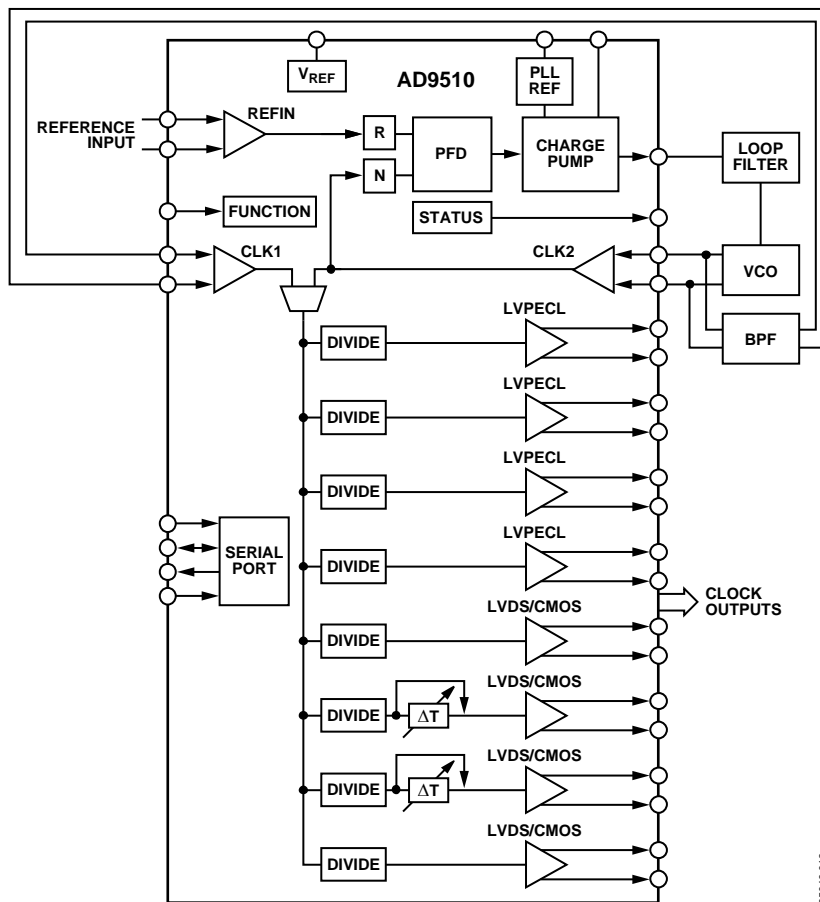 V_REF
AD9510
PLL
REF
REFERENCE
INPUT
REFIN
R
N
PFD
CHARGE
PUMP
LOOP
FILTER
FUNCTION
STATUS
CLK1
CLK2
VCO
BPF
DIVIDE
LVPECL
DIVIDE
LVPECL
DIVIDE
LVPECL
DIVIDE
LVPECL
SERIAL
PORT
CLOCK
OUTPUTS
DIVIDE
LVDS/CMOS
DIVIDE
ΔT
LVDS/CMOS
DIVIDE
ΔT
LVDS/CMOS
DIVIDE
LVDS/CMOS